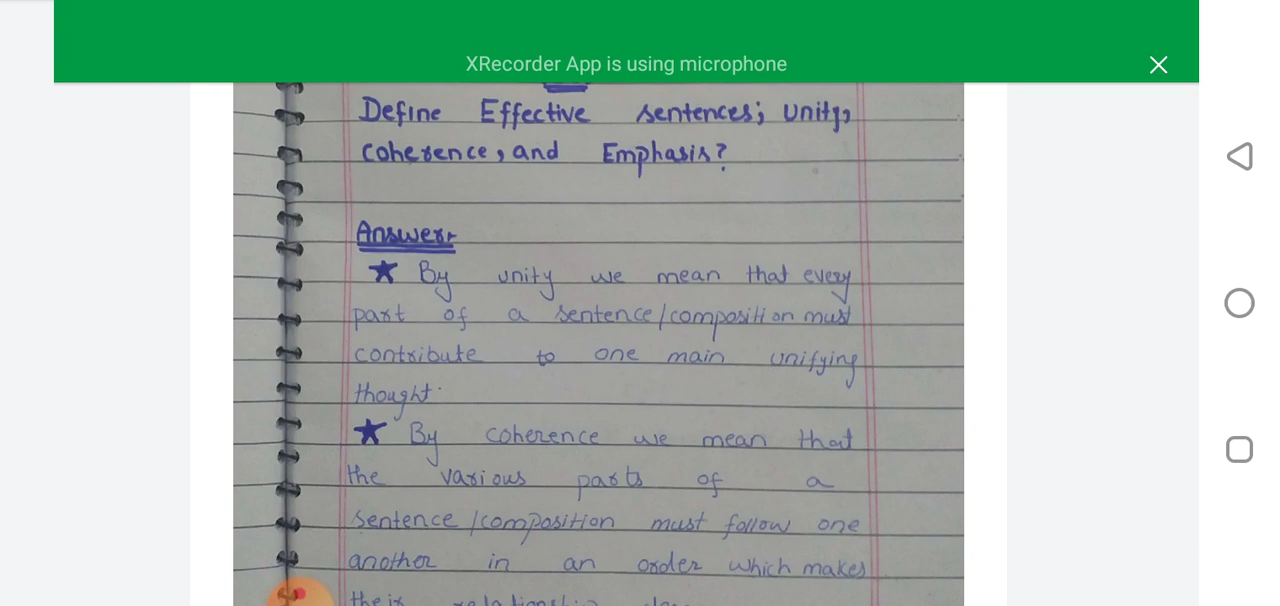 XRecorder App is using microphone
Define Effective sentences; Unity,
coherence, and Emphasis?
Answer:-
★ By unity we mean that every
part of a sentence/composition must
contribute to one main unifying
thought.
★ By coherence we mean that
the various parts of a
sentence/composition must follow one
another in an order which makes
their relationship